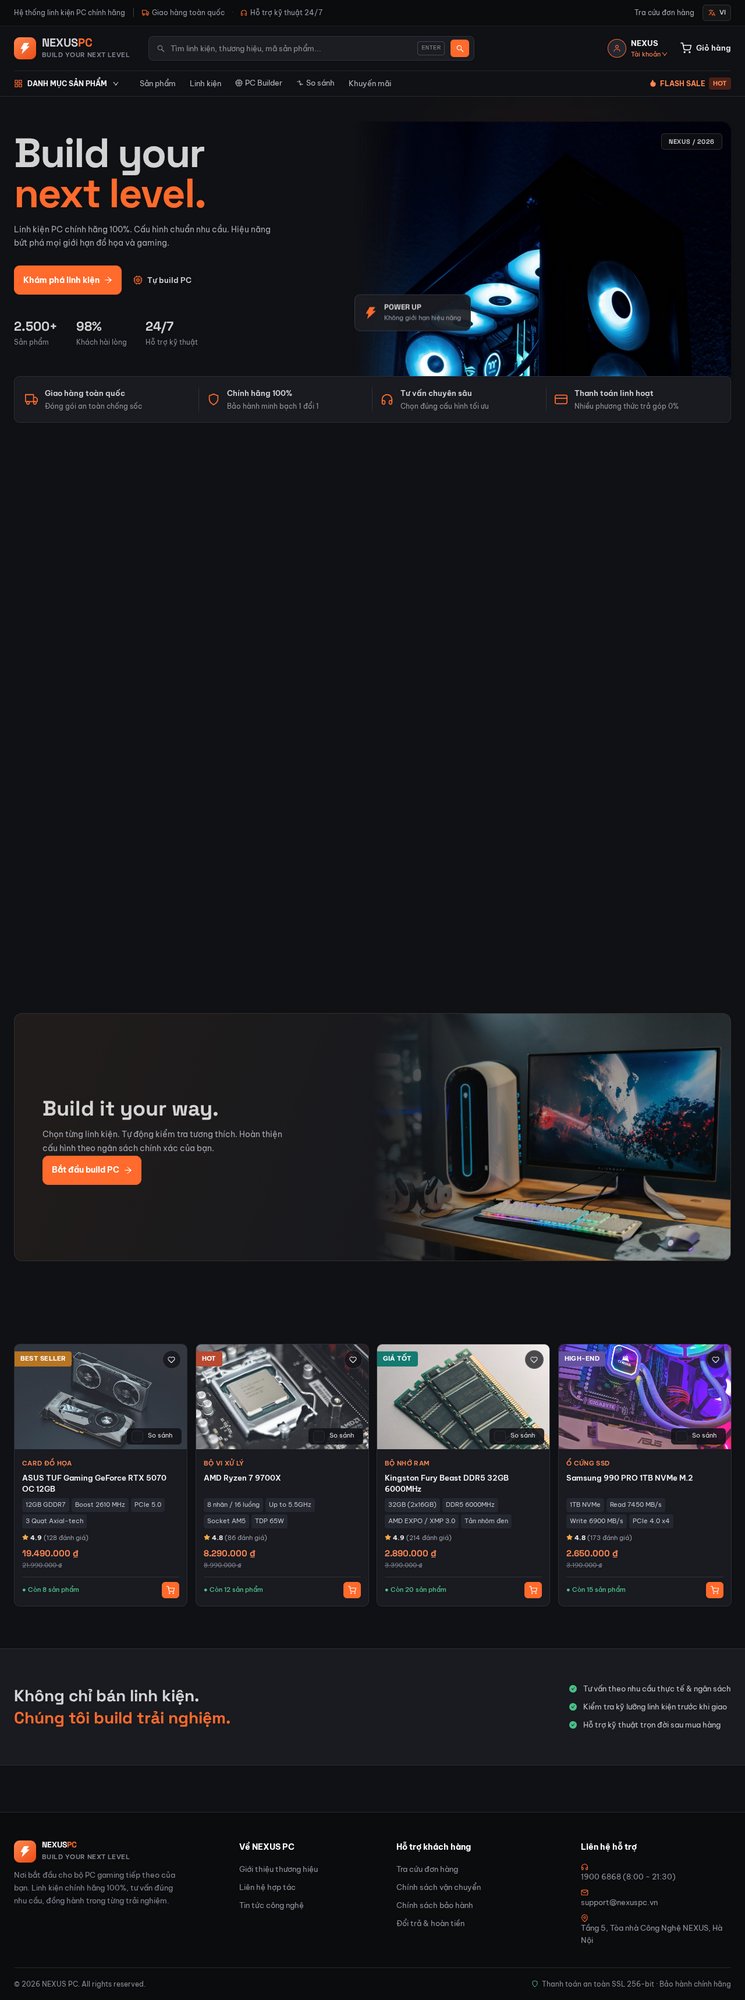 Hệ thống linh kiện PC chính hãng
Giao hàng toàn quốc · Hỗ trợ kỹ thuật 24/7
Tra cứu đơn hàng
VI
NEXUSPC
BUILD YOUR NEXT LEVEL
Tìm linh kiện, thương hiệu, mã sản phẩm...
ENTER
NEXUS
Tài khoản
Giỏ hàng
DANH MỤC SẢN PHẨM
Sản phẩm
Linh kiện
PC Builder
So sánh
Khuyến mãi
FLASH SALE
HOT
Build your
next level.
NEXUS / 2026
Linh kiện PC chính hãng 100%. Cấu hình chuẩn nhu cầu. Hiệu năng
bứt phá mọi giới hạn đồ họa và gaming.
Khám phá linh kiện →
Tự build PC
POWER UP
Không giới hạn hiệu năng
2.500+
Sản phẩm
98%
Khách hài lòng
24/7
Hỗ trợ kỹ thuật
Giao hàng toàn quốc
Đóng gói an toàn chống sốc
Chính hãng 100%
Bảo hành minh bạch 1 đổi 1
Tư vấn chuyên sâu
Chọn đúng cấu hình tối ưu
Thanh toán linh hoạt
Nhiều phương thức trả góp 0%
Build it your way.
Chọn từng linh kiện. Tự động kiểm tra tương thích. Hoàn thiện
cấu hình theo ngân sách chính xác của bạn.
Bắt đầu build PC →
BEST SELLER
So sánh
CARD ĐỒ HỌA
ASUS TUF Gaming GeForce RTX 5070
OC 12GB
12GB GDDR7
Boost 2610 MHz
PCIe 5.0
3 Quạt Axial-tech
4.9 (128 đánh giá)
19.490.000 ₫
21.990.000 ₫
● Còn 8 sản phẩm
HOT
So sánh
BỘ VI XỬ LÝ
AMD Ryzen 7 9700X
8 nhân / 16 luồng
Up to 5.5GHz
Socket AM5
TDP 65W
4.8 (86 đánh giá)
8.290.000 ₫
8.990.000 ₫
● Còn 12 sản phẩm
GIÁ TỐT
So sánh
BỘ NHỚ RAM
Kingston Fury Beast DDR5 32GB
6000MHz
32GB (2x16GB)
DDR5 6000MHz
AMD EXPO / XMP 3.0
Tản nhôm đen
4.9 (214 đánh giá)
2.890.000 ₫
3.390.000 ₫
● Còn 20 sản phẩm
HIGH-END
GIGABYTE
ASUS
So sánh
Ổ CỨNG SSD
Samsung 990 PRO 1TB NVMe M.2
1TB NVMe
Read 7450 MB/s
Write 6900 MB/s
PCIe 4.0 x4
4.8 (173 đánh giá)
2.650.000 ₫
3.190.000 ₫
● Còn 15 sản phẩm
Không chỉ bán linh kiện.
Chúng tôi build trải nghiệm.
Tư vấn theo nhu cầu thực tế & ngân sách
Kiểm tra kỹ lưỡng linh kiện trước khi giao
Hỗ trợ kỹ thuật trọn đời sau mua hàng
NEXUSPC
BUILD YOUR NEXT LEVEL
Nơi bắt đầu cho bộ PC gaming tiếp theo của
bạn. Linh kiện chính hãng 100%, tư vấn đúng
nhu cầu, đồng hành trong từng trải nghiệm.
Về NEXUS PC
Giới thiệu thương hiệu
Liên hệ hợp tác
Tin tức công nghệ
Hỗ trợ khách hàng
Tra cứu đơn hàng
Chính sách vận chuyển
Chính sách bảo hành
Đổi trả & hoàn tiền
Liên hệ hỗ trợ
1900 6868 (8:00 - 21:30)
support@nexuspc.vn
Tầng 5, Tòa nhà Công Nghệ NEXUS, Hà
Nội
© 2026 NEXUS PC. All rights reserved.
Thanh toán an toàn SSL 256-bit · Bảo hành chính hãng